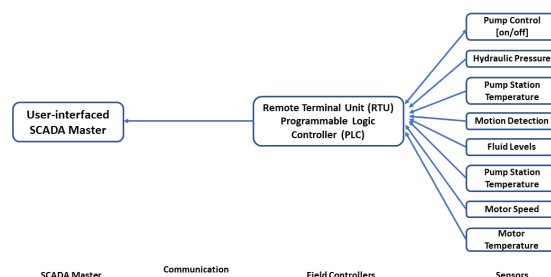 Pump Control
[on/off]
Hydraulic Pressure
Pump Station
Temperature
User-interfaced
SCADA Master
Remote Terminal Unit (RTU)
Programmable Logic
Controller (PLC)
Motion Detection
Fluid Levels
Pump Station
Temperature
Motor Speed
Motor
Temperature
SCADA Master
Communication
Field Controllers
Sensors